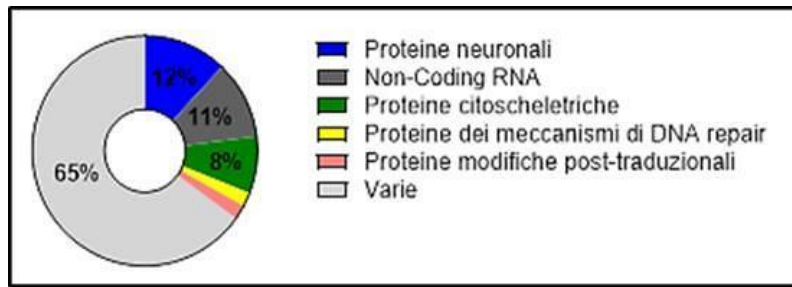 12%
11%
8%
65%
Proteine neuronali
Non-Coding RNA
Proteine citoscheletriche
Proteine dei meccanismi di DNA repair
Proteine modifiche post-traduzionali
Varie